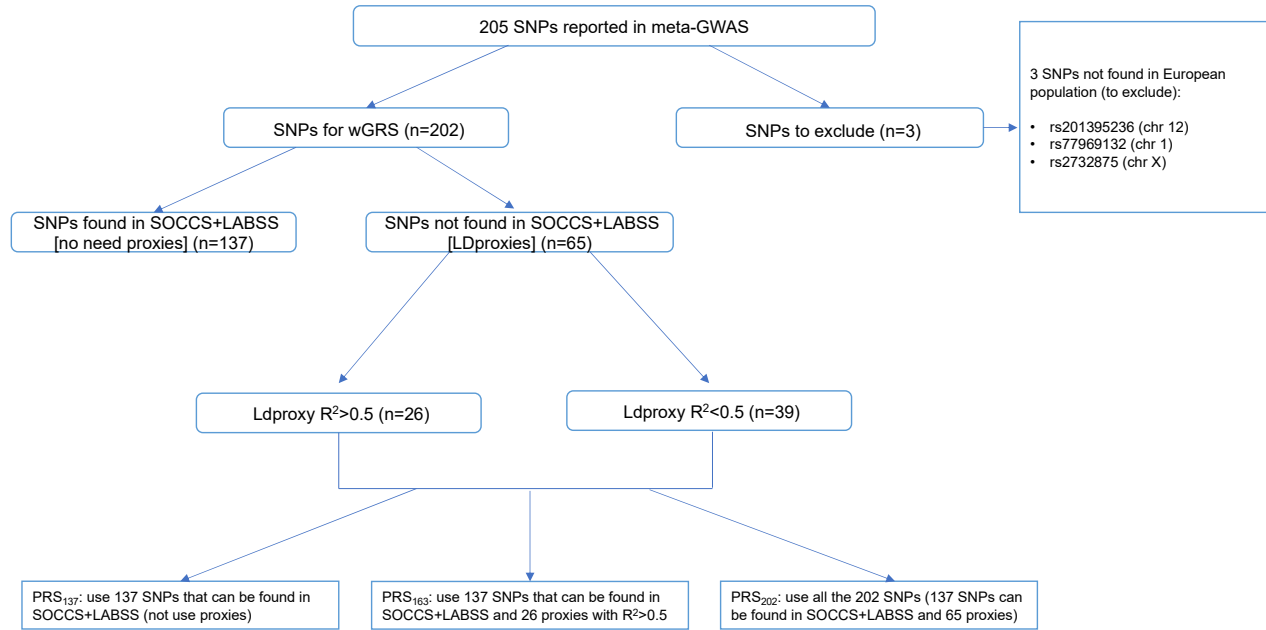 205 SNPs reported in meta-GWAS
3 SNPs not found in European
population (to exclude):
• rs201395236 (chr 12)
• rs77969132 (chr 1)
• rs2732875 (chr X)
SNPs for wGRS (n=202)
SNPs to exclude (n=3)
SNPs found in SOCCS+LABSS
[no need proxies] (n=137)
SNPs not found in SOCCS+LABSS
[LDproxies] (n=65)
Ldproxy R²>0.5 (n=26)
Ldproxy R²<0.5 (n=39)
PRS₁₃₇: use 137 SNPs that can be found in
SOCCS+LABSS (not use proxies)
PRS₁₆₃: use 137 SNPs that can be found in
SOCCS+LABSS and 26 proxies with R²>0.5
PRS₂₀₂: use all the 202 SNPs (137 SNPs can
be found in SOCCS+LABSS and 65 proxies)